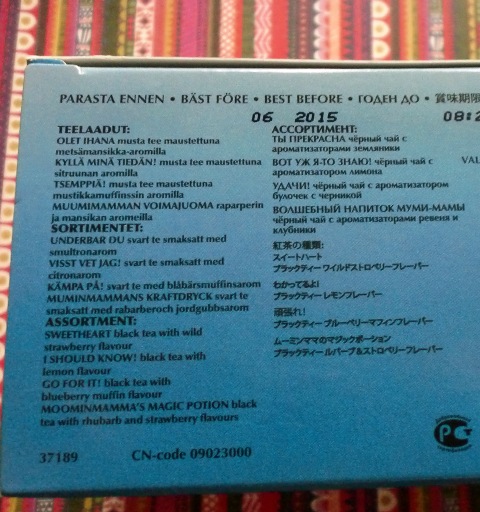 PARASTA ENNEN • BÄST FÖRE • BEST BEFORE • ГОДЕН ДО • 賞味期限
06 2015 08:2
TEELAADUT:
OLET IHANA musta tee maustettuna
metsämansikka-aromilla
KYLLÄ MINÄ TIEDÄN! musta tee maustettuna
sitruunan aromilla
TSEMPPIÄ! musta tee maustettuna
mustikkamuffinssin aromilla
MUUMIMAMMAN VOIMAJUOMA raparperin
ja mansikan aromeilla
SORTIMENTET:
UNDERBAR DU svart te smaksatt med
smultronarom
VISST VET JAG! svart te smaksatt med
citronarom
KÄMPA PÅ! svart te med blåbärsmuffinsarom
MUMINMAMMANS KRAFTDRYCK svart te
smaksatt med rabarberoch jordgubbsarom
ASSORTMENT:
SWEETHEART black tea with wild
strawberry flavour
I SHOULD KNOW! black tea with
lemon flavour
GO FOR IT! black tea with
blueberry muffin flavour
MOOMINMAMMA'S MAGIC POTION black
tea with rhubarb and strawberry flavours
37189 CN-code 09023000
АССОРТИМЕНТ:
ТЫ ПРЕКРАСНА чёрный чай с
ароматизаторами земляники
ВОТ УЖ Я-ТО ЗНАЮ! чёрный чай с
ароматизатором лимона
УДАЧИ! чёрный чай с ароматизатором
булочек с черникой
ВОЛШЕБНЫЙ НАПИТОК МУМИ-МАМЫ
чёрный чай с ароматизаторами ревеня и
клубники
紅茶の種類:
スイートハート
ブラックティー ワイルドストロベリーフレーバー
わかってるよ!
ブラックティー レモンフレーバー
頑張れ!
ブラックティー ブルーベリーマフィンフレーバー
ムーミンママのマジックポーション
ブラックティー ルバーブ&ストロベリーフレーバー
VAL